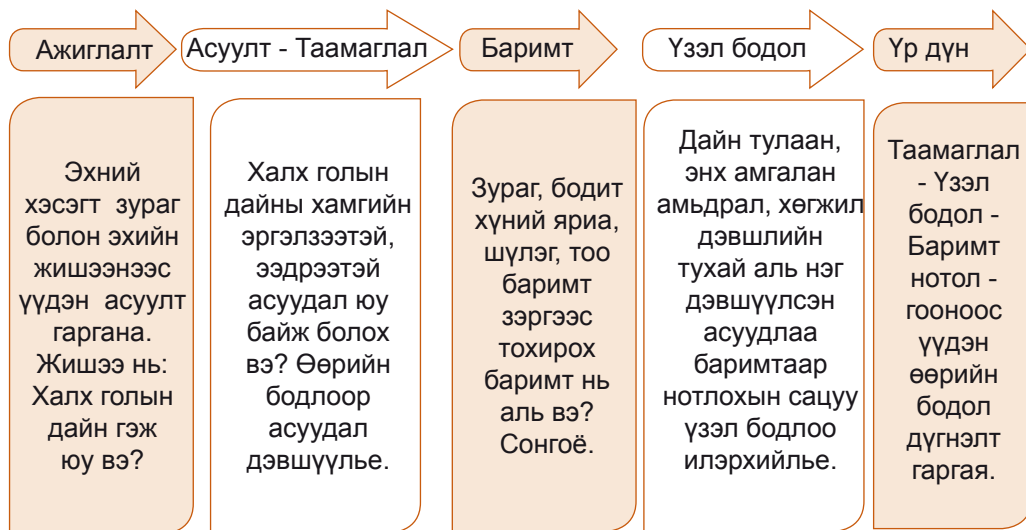 Ажиглалт
Асуулт - Таамаглал
Баримт
Үзэл бодол
Үр дүн
Эхний
хэсэгт зураг
болон эхийн
жишээнээс
үүдэн асуулт
гаргана.
Жишээ нь:
Халх голын
дайн гэж
юу вэ?
Халх голын
дайны хамгийн
эргэлзээтэй,
ээдрээтэй
асуудал юу
байж болох
вэ? Өөрийн
бодлоор
асуудал
дэвшүүлье.
Зураг, бодит
хүний яриа,
шүлэг, тоо
баримт
зэргээс
тохирох
баримт нь
аль вэ?
Сонгоё.
Дайн тулаан,
энх амгалан
амьдрал, хөгжил
дэвшлийн
тухай аль нэг
дэвшүүлсэн
асуудлаа
баримтаар
нотлохын сацуу
үзэл бодлоо
илэрхийлье.
Таамаглал
- Үзэл
бодол -
Баримт
нотол -
гооноос
үүдэн
өөрийн
бодол
дүгнэлт
гаргая.